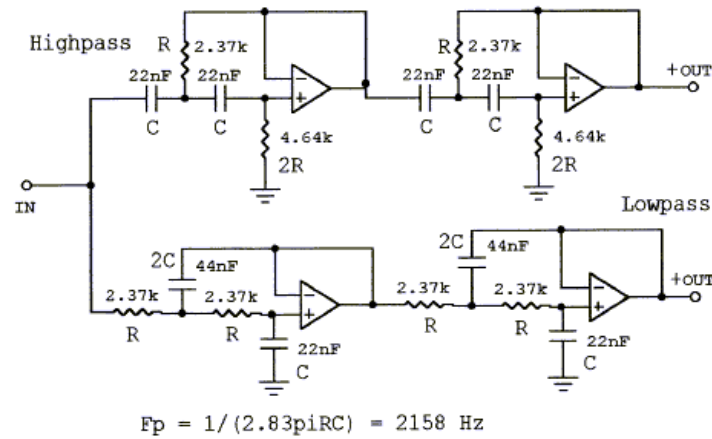 Highpass
R 2.37k
R 2.37k
22nF 22nF
22nF 22nF
+OUT
-
+
-
+
C C
C C
4.64k
2R
4.64k
2R
IN
Lowpass
2C 44nF
2C 44nF
+OUT
2.37k 2.37k
2.37k 2.37k
-
+
-
+
R R
R R
22nF
C
22nF
C
Fp = 1/(2.83piRC) = 2158 Hz